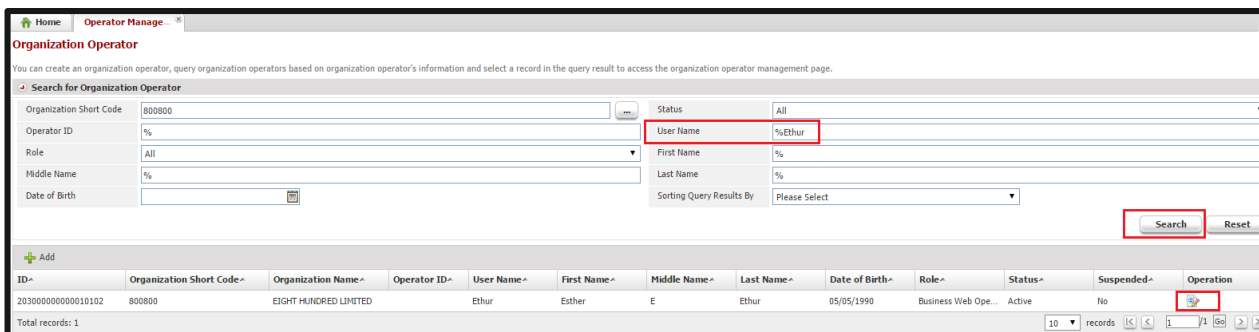 Home Operator Manage...
Organization Operator
You can create an organization operator, query organization operators based on organization operator's information and select a record in the query result to access the organization operator management page.
Search for Organization Operator
Organization Short Code 800800 ... Status All
Operator ID % User Name %Ethur
Role All First Name %
Middle Name % Last Name %
Date of Birth Sorting Query Results By Please Select
Search Reset
Add
ID Organization Short Code Organization Name Operator ID User Name First Name Middle Name Last Name Date of Birth Role Status Suspended Operation
203000000000010102 800800 EIGHT HUNDRED LIMITED Ethur Esther E Ethur 05/05/1990 Business Web Ope... Active No
Total records: 1 10 records 1 /1 Go